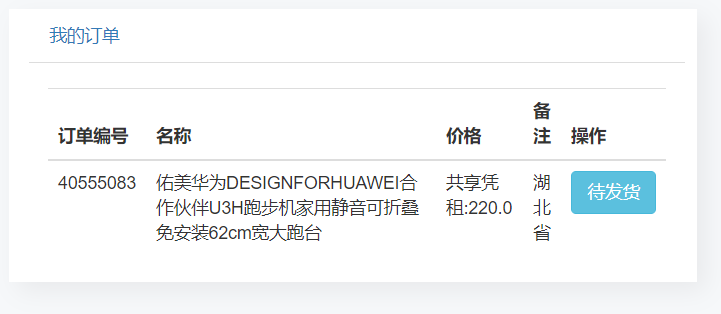 我的订单
订单编号 名称 价格 备注 操作
40555083 佑美华为DESIGNFORHUAWEI合 共享凭 湖 待发货
作伙伴U3H跑步机家用静音可折叠 租:220.0 北
免安装62cm宽大跑台 省